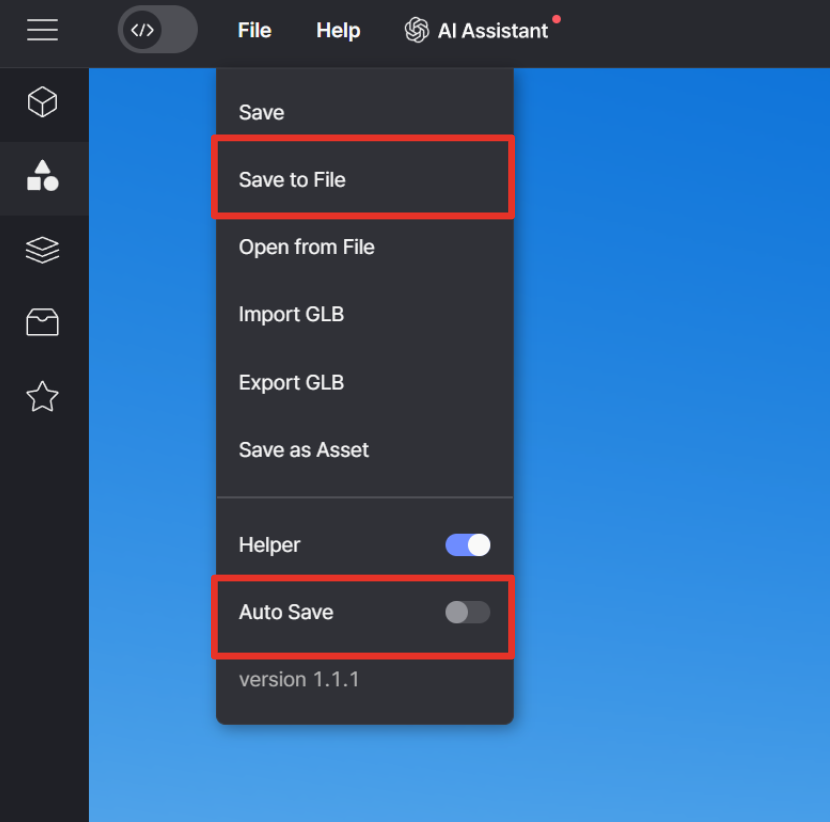 </>
File Help AI Assistant
Save
Save to File
Open from File
Import GLB
Export GLB
Save as Asset
Helper
Auto Save
version 1.1.1